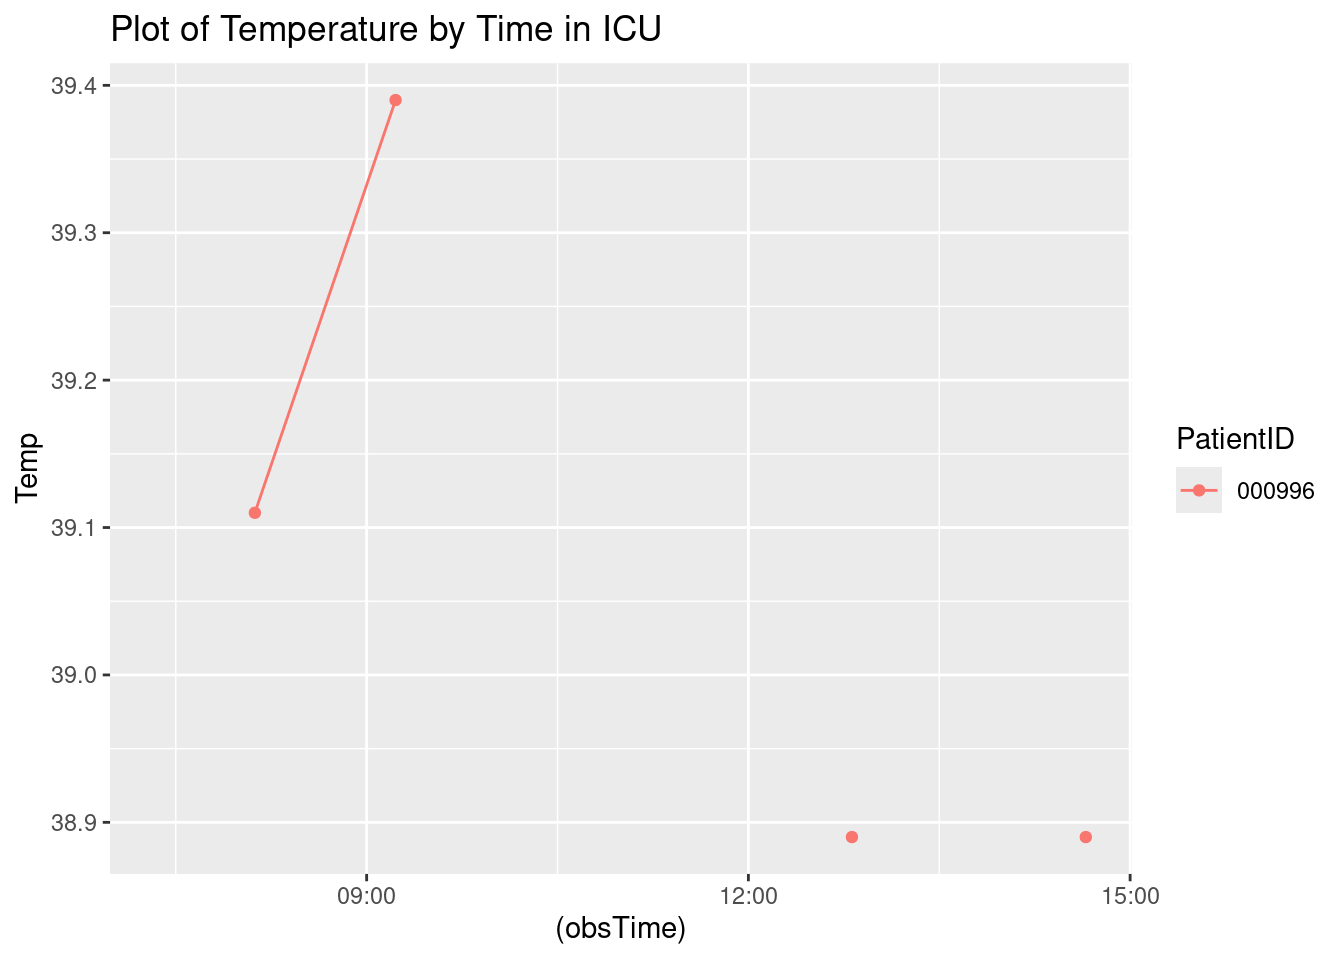 Plot of Temperature by Time in ICU
39.4
39.3
39.2
39.1
39.0
38.9
Temp
09:00
12:00
15:00
(obsTime)
PatientID
000996